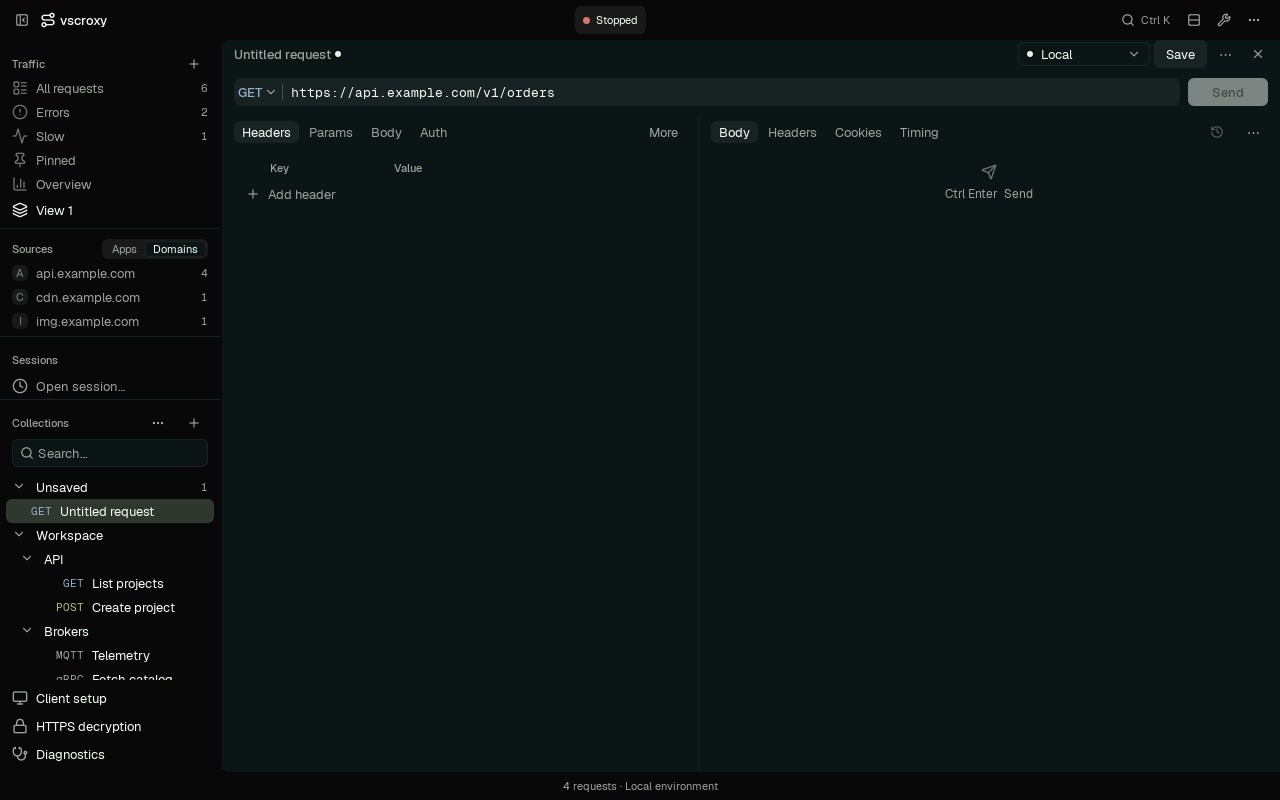 vscroxy
Stopped
Ctrl K
Traffic
All requests 6
Errors 2
Slow 1
Pinned
Overview
View 1
Sources Apps Domains
A api.example.com 4
C cdn.example.com 1
I img.example.com 1
Sessions
Open session...
Collections
Search...
Unsaved 1
GET Untitled request
Workspace
API
GET List projects
POST Create project
Brokers
MQTT Telemetry
gRPC Fetch catalog
Client setup
HTTPS decryption
Diagnostics
Untitled request
Local Save
GET https://api.example.com/v1/orders Send
Headers Params Body Auth More
Key Value
Add header
Body Headers Cookies Timing
Ctrl Enter Send
4 requests · Local environment